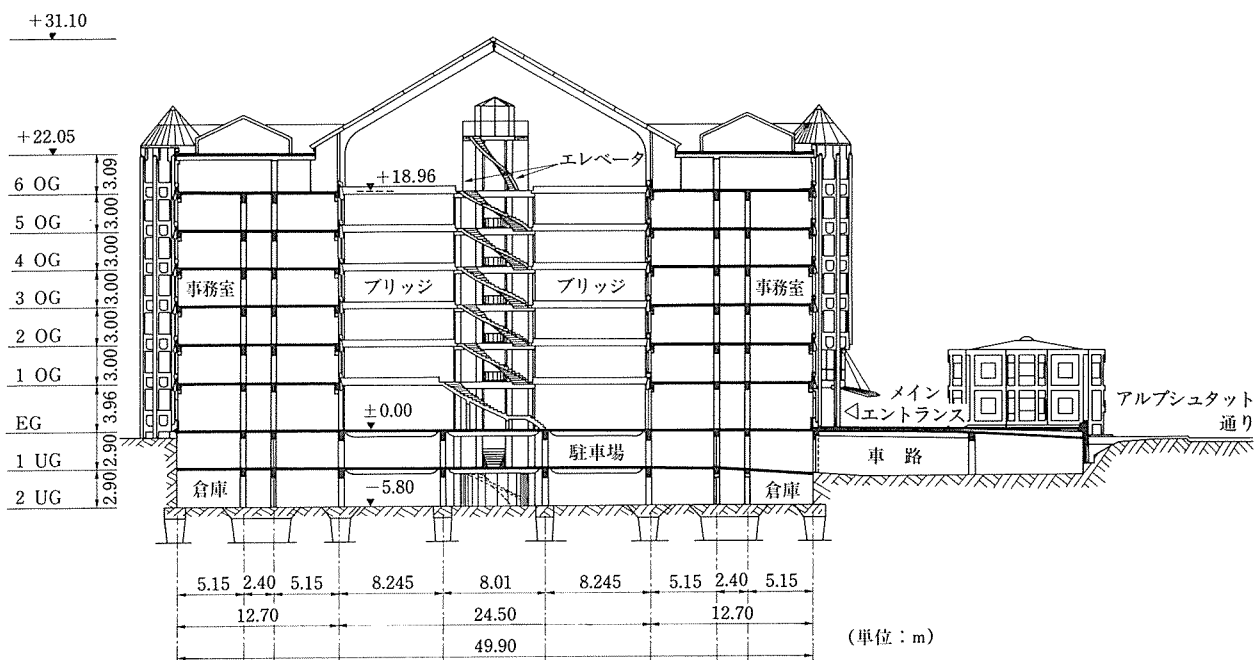 +31.10
+22.05
6 OG
3.09
5 OG
3.00
4 OG
3.00
3 OG
3.00
2 OG
3.00
1 OG
3.00
EG
3.96
1 UG
2.90
2 UG
2.90
エレベータ
+18.96
事務室
ブリッジ
ブリッジ
事務室
メイン
エントランス
アルプシュタット
通り
±0.00
駐車場
車 路
倉庫
−5.80
倉庫
5.15 2.40 5.15 8.245 8.01 8.245 5.15 2.40 5.15
12.70 24.50 12.70
49.90
(単位:m)